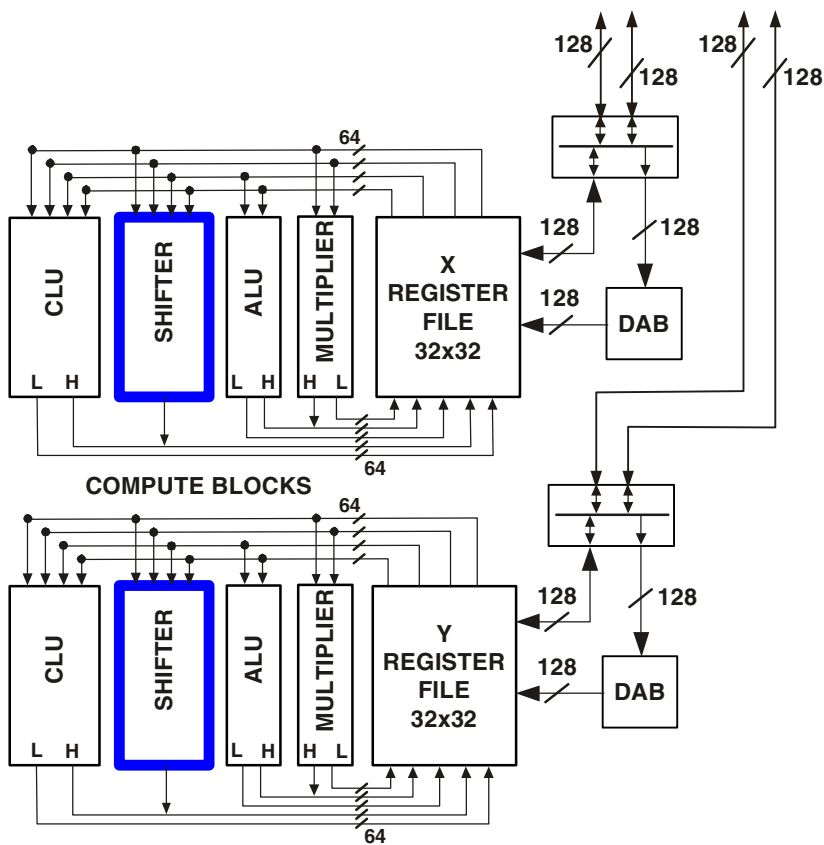 128
128
128
128
64
CLU
SHIFTER
ALU
MULTIPLIER
X
REGISTER
FILE
32x32
128
128
128
DAB
L H
L H
H L
64
COMPUTE BLOCKS
64
CLU
SHIFTER
ALU
MULTIPLIER
Y
REGISTER
FILE
32x32
128
128
128
DAB
L H
L H
H L
64